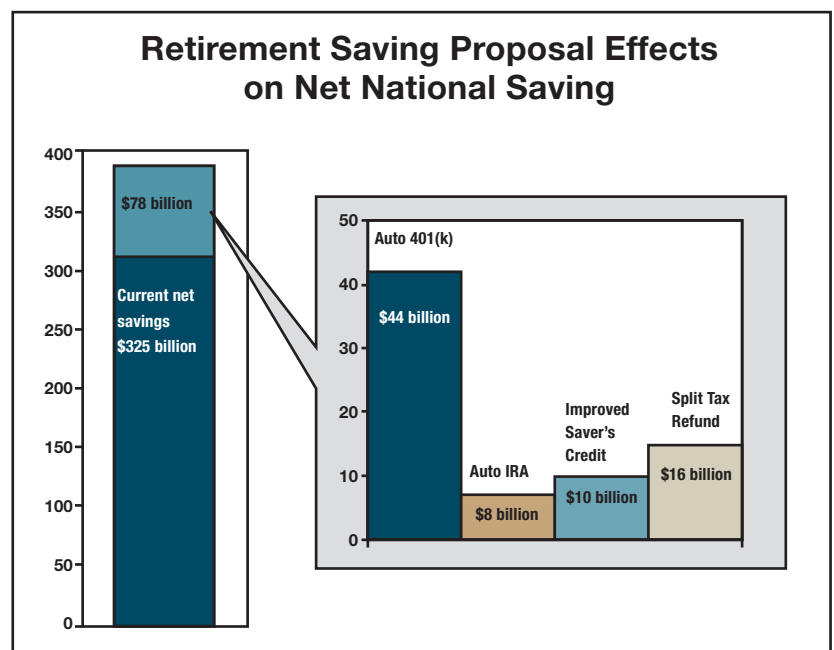 Retirement Saving Proposal Effects
on Net National Saving
400
350
300
250
200
150
100
50
0
$78 billion
Current net
savings
$325 billion
50
40
30
20
10
0
Auto 401(k)
$44 billion
Auto IRA
$8 billion
Improved
Saver's
Credit
$10 billion
Split Tax
Refund
$16 billion